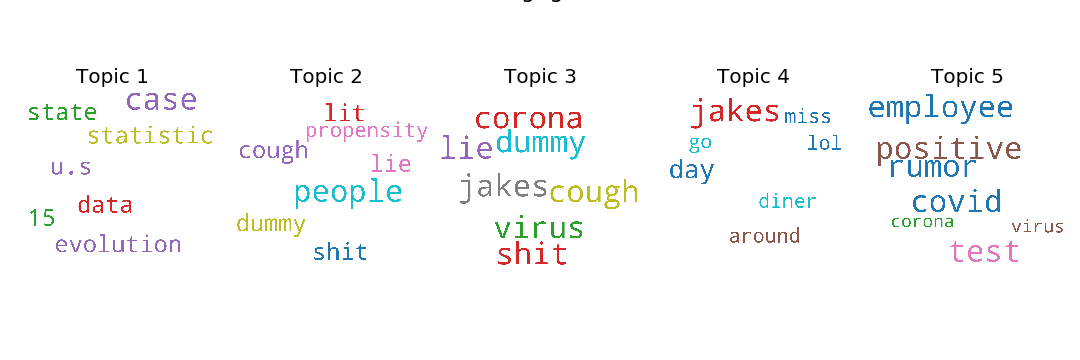 Topic 1
case
state
statistic
u.s
data
15
evolution
Topic 2
lit
propensity
cough
lie
people
dummy
shit
Topic 3
corona
lie dummy
jakes cough
virus
shit
Topic 4
jakes miss
go lol
day
diner
around
Topic 5
employee
positive
rumor
covid
corona virus
test